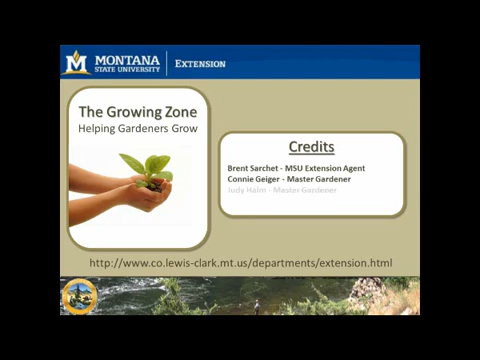 MONTANA
STATE UNIVERSITY
EXTENSION
The Growing Zone
Helping Gardeners Grow
Credits
Brent Sarchet - MSU Extension Agent
Connie Geiger - Master Gardener
Judy Halm - Master Gardener
http://www.co.lewis-clark.mt.us/departments/extension.html